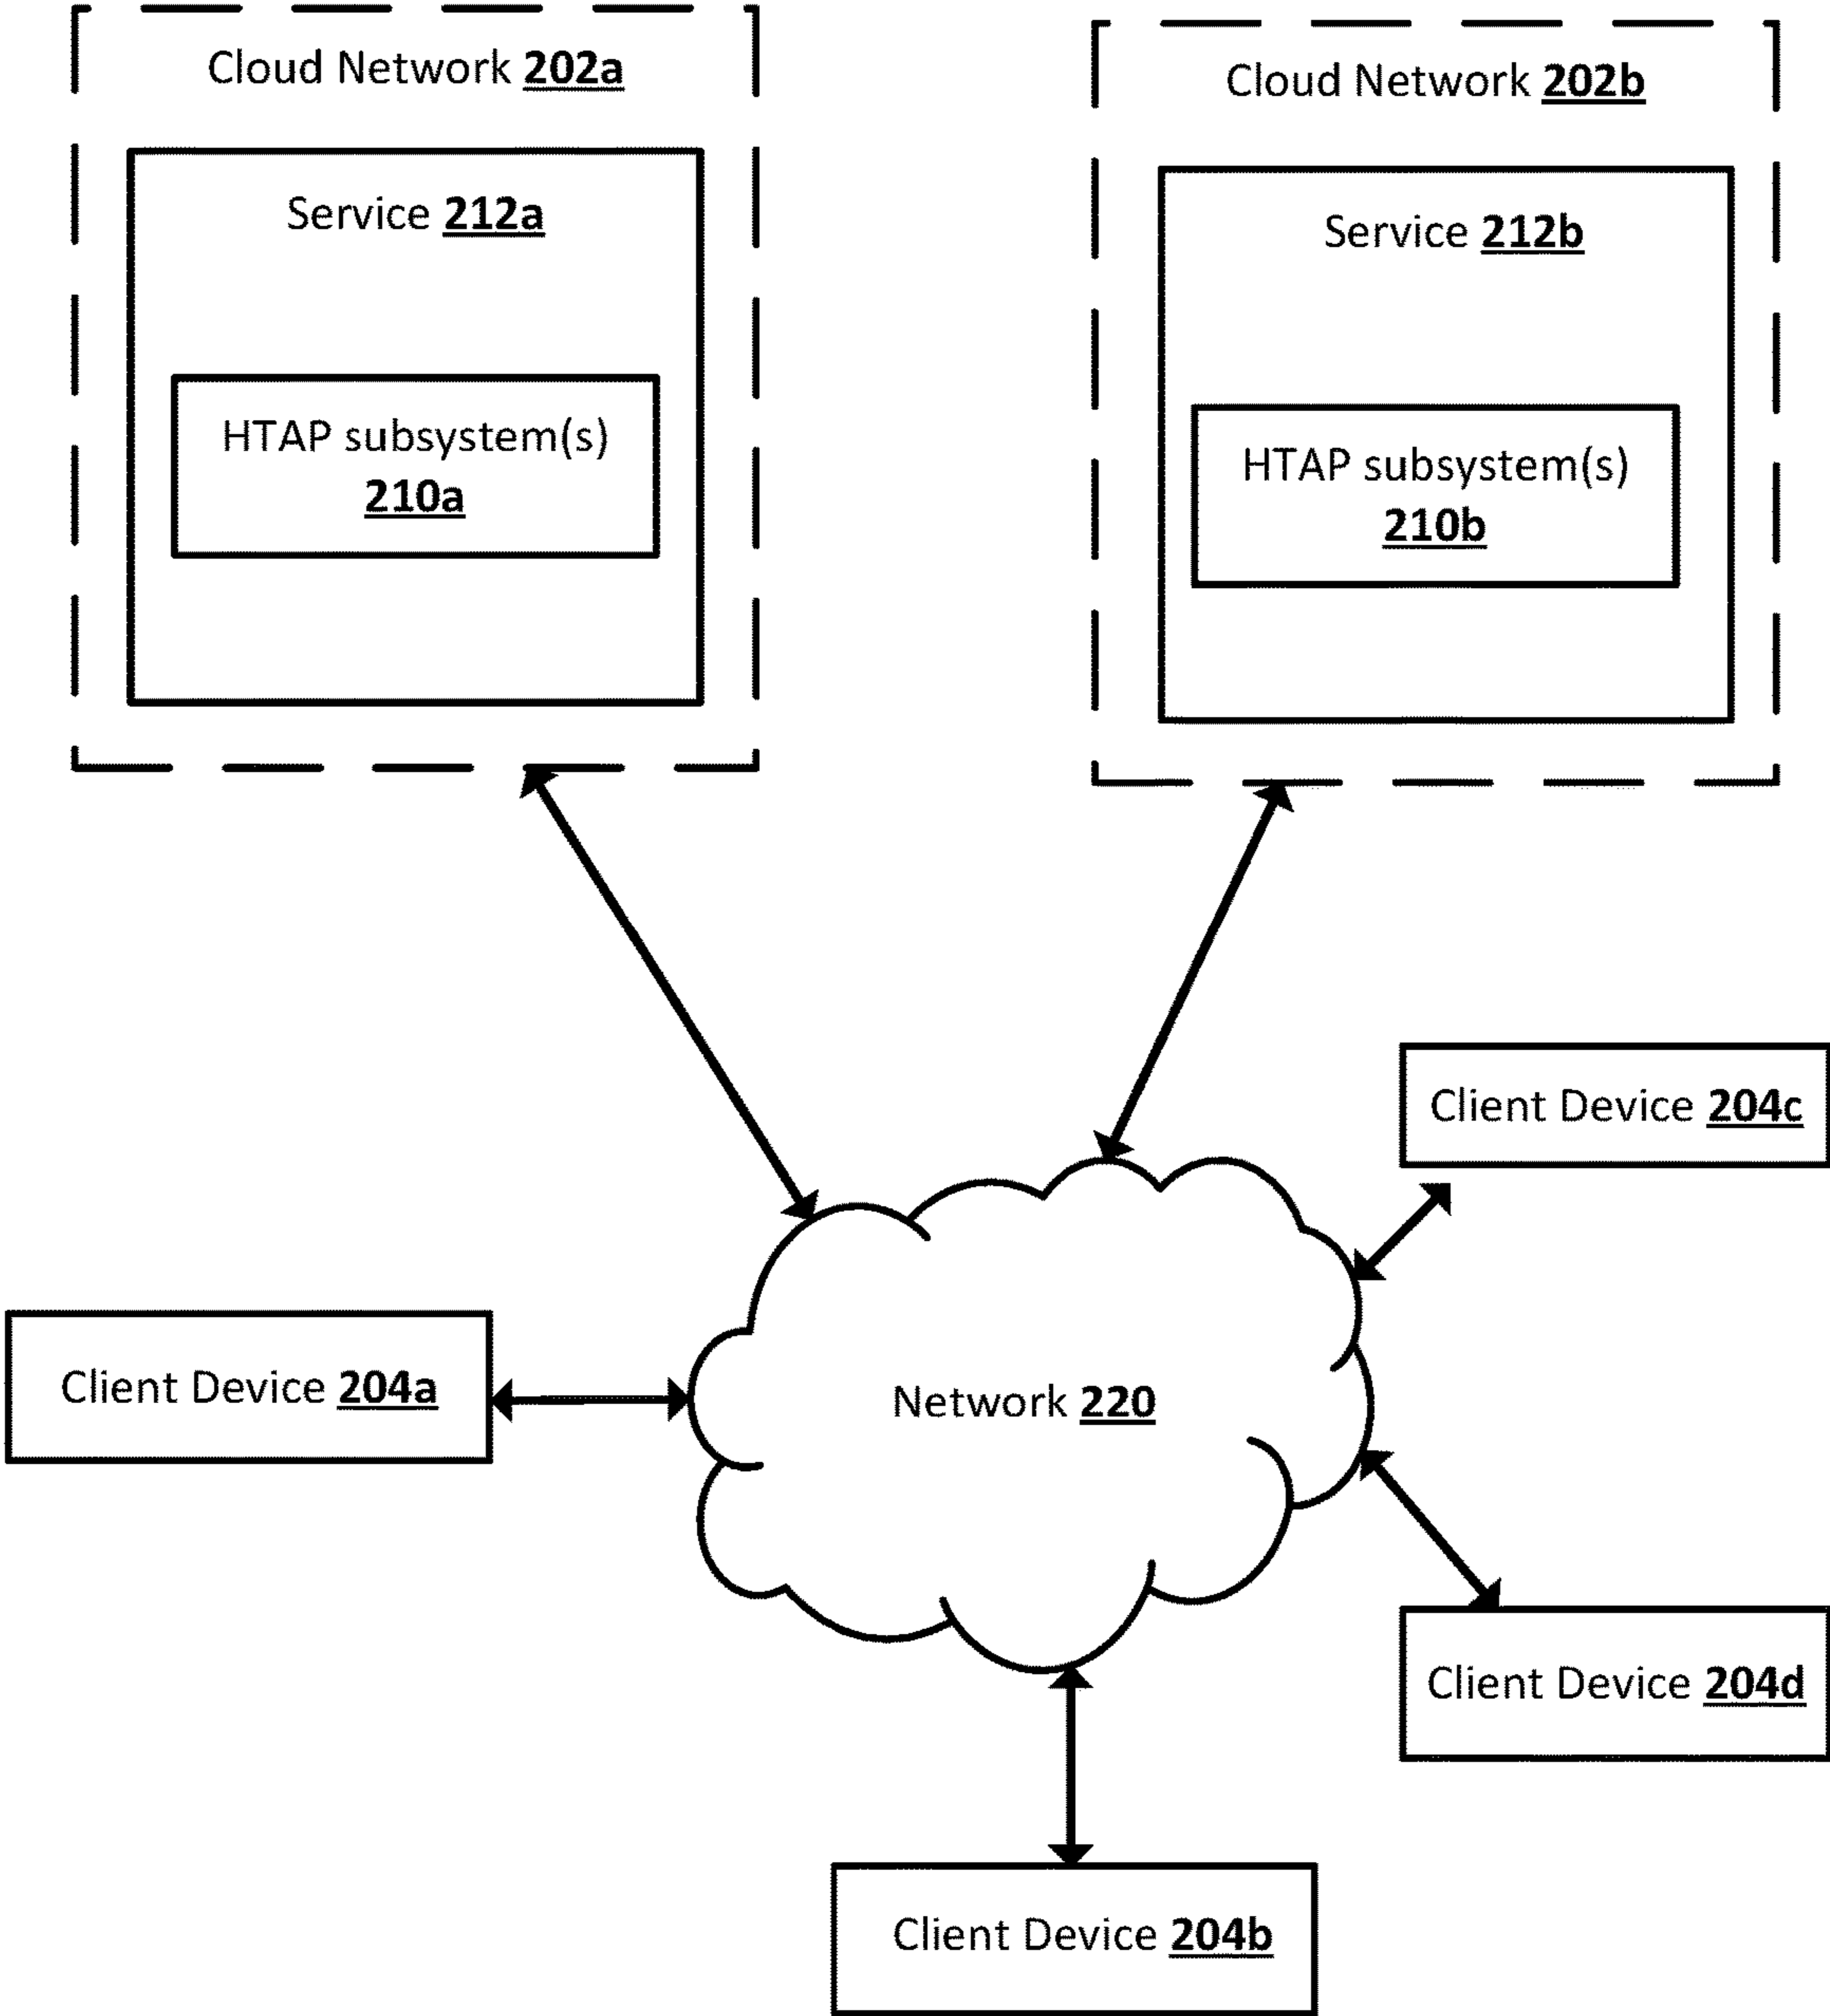 Cloud Network 202a
Service 212a
HTAP subsystem(s)
210a
Cloud Network 202b
Service 212b
HTAP subsystem(s)
210b
Client Device 204c
Client Device 204a
Network 220
Client Device 204d
Client Device 204b